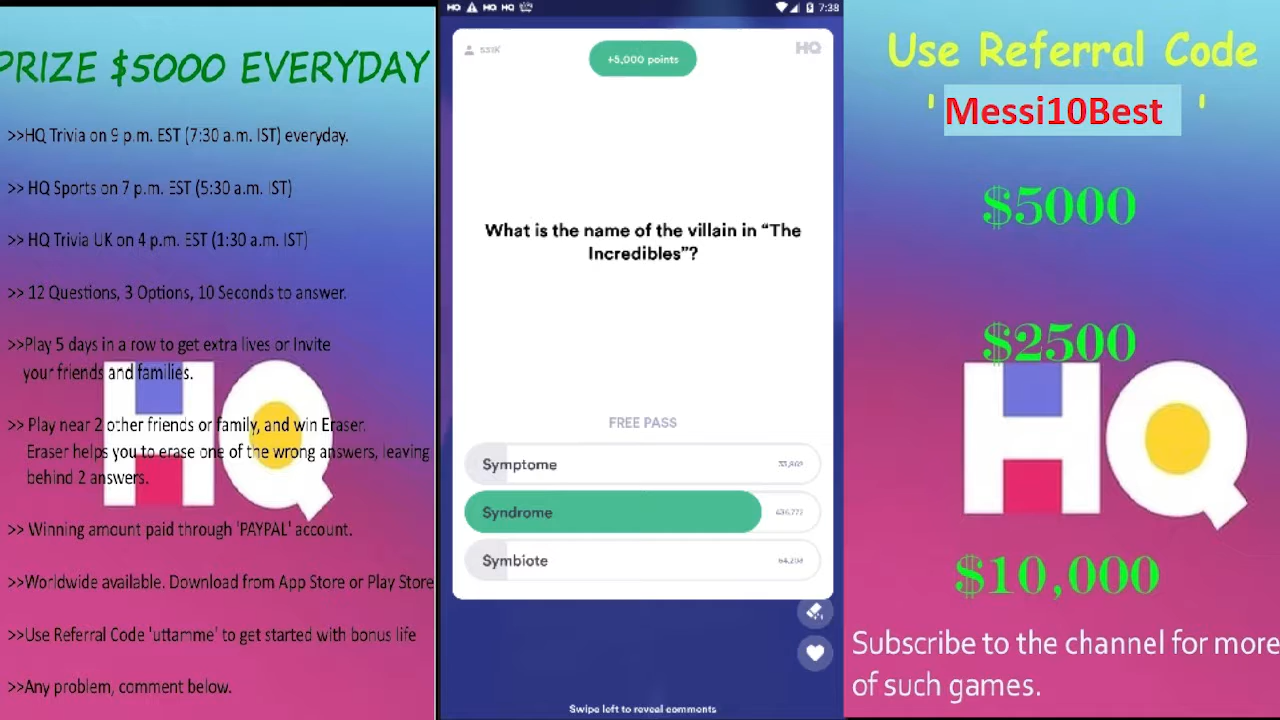 PRIZE $5000 EVERYDAY
>>HQ Trivia on 9 p.m. EST (7:30 a.m. IST) everyday.
>> HQ Sports on 7 p.m. EST (5:30 a.m. IST)
>> HQ Trivia UK on 4 p.m. EST (1:30 a.m. IST)
>> 12 Questions, 3 Options, 10 Seconds to answer.
>>Play 5 days in a row to get extra lives or Invite
your friends and families.
>> Play near 2 other friends or family, and win Eraser.
Eraser helps you to erase one of the wrong answers, leaving
behind 2 answers.
>> Winning amount paid through 'PAYPAL' account.
>>Worldwide available. Download from App Store or Play Store
>>Use Referral Code 'uttamme' to get started with bonus life
>>Any problem, comment below.
HQ
HQ HQ HQ 7:38
531K
+5,000 points
HQ
What is the name of the villain in “The
Incredibles”?
FREE PASS
Symptome
Syndrome
Symbiote
Swipe left to reveal comments
Use Referral Code
' Messi10Best '
$5000
$2500
HQ
$10,000
Subscribe to the channel for more
of such games.